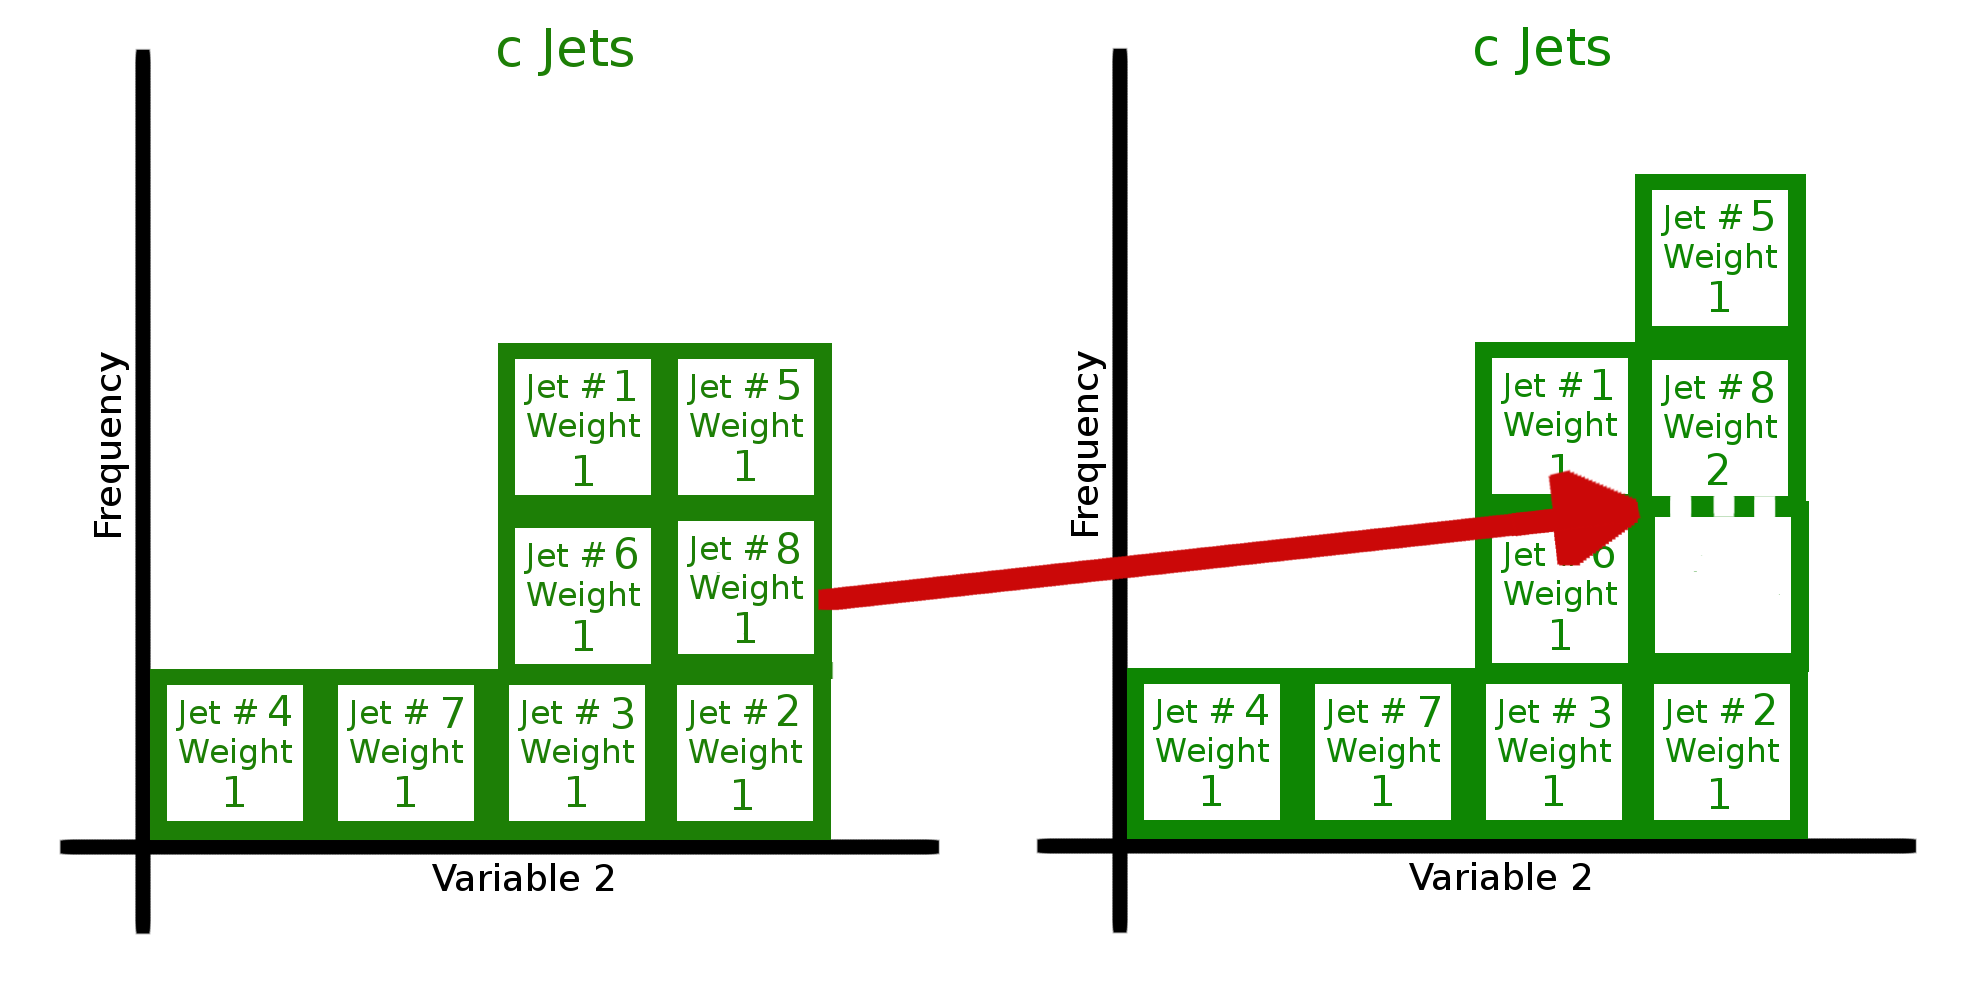 c Jets
Frequency
Jet # 1
Weight
1
Jet # 5
Weight
1
Jet # 6
Weight
1
Jet # 8
Weight
1
Jet # 4
Weight
1
Jet # 7
Weight
1
Jet # 3
Weight
1
Jet # 2
Weight
1
Variable 2
c Jets
Frequency
Jet # 5
Weight
1
Jet # 1
Weight
1
Jet # 8
Weight
2
Jet 6
Weight
1
Jet # 4
Weight
1
Jet # 7
Weight
1
Jet # 3
Weight
1
Jet # 2
Weight
1
Variable 2